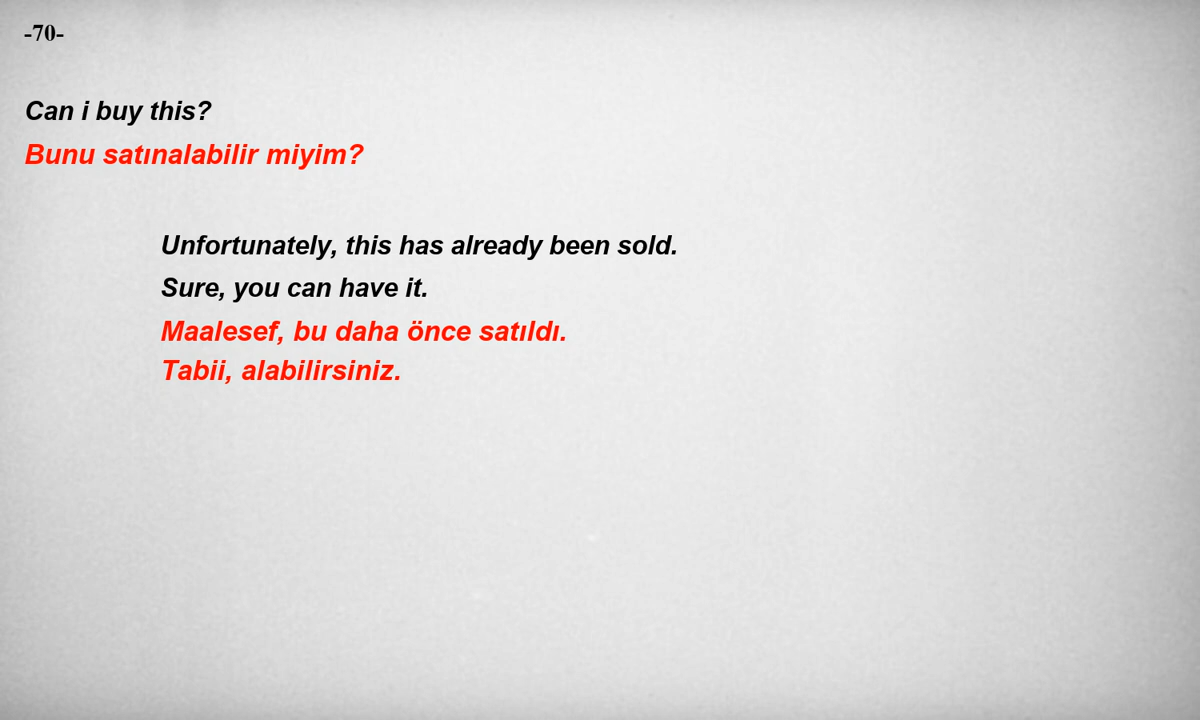 -70-
Can i buy this?
Bunu satınalabilir miyim?
Unfortunately, this has already been sold.
Sure, you can have it.
Maalesef, bu daha önce satıldı.
Tabii, alabilirsiniz.